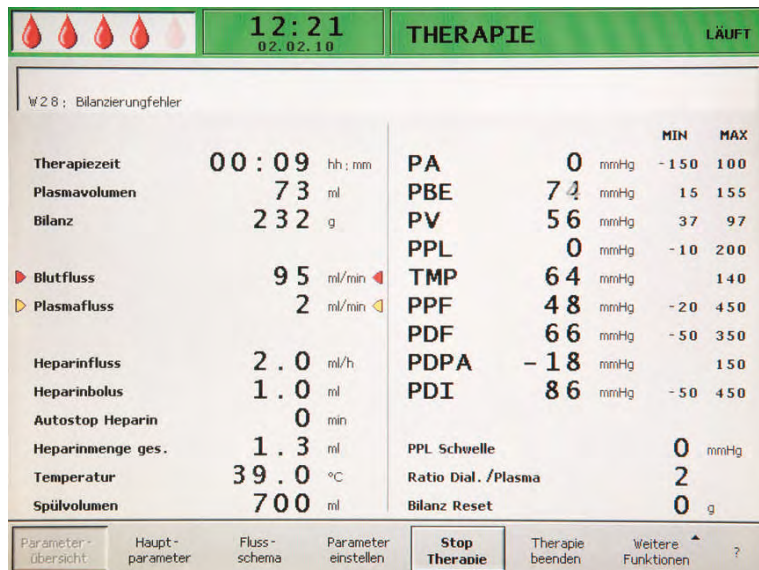 12:21
02.02.10
THERAPIE
LÄUFT
W28: Bilanzierungfehler
MIN MAX
Therapiezeit 00:09 hh:mm
Plasmavolumen 73 ml
Bilanz 232 g
Blutfluss 95 ml/min
Plasmafluss 2 ml/min
Heparinfluss 2.0 ml/h
Heparinbolus 1.0 ml
Autostop Heparin 0 min
Heparinmenge ges. 1.3 ml
Temperatur 39.0 °C
Spülvolumen 700 ml
PA 0 mmHg -150 100
PBE 74 mmHg 15 155
PV 56 mmHg 37 97
PPL 0 mmHg -10 200
TMP 64 mmHg 140
PPF 48 mmHg -20 450
PDF 66 mmHg -50 350
PDPA -18 mmHg 150
PDI 86 mmHg -50 450
PPL Schwelle 0 mmHg
Ratio Dial./Plasma 2
Bilanz Reset 0 g
Parameter-
übersicht
Haupt-
parameter
Fluss-
schema
Parameter
einstellen
Stop
Therapie
Therapie
beenden
Weitere
Funktionen
?